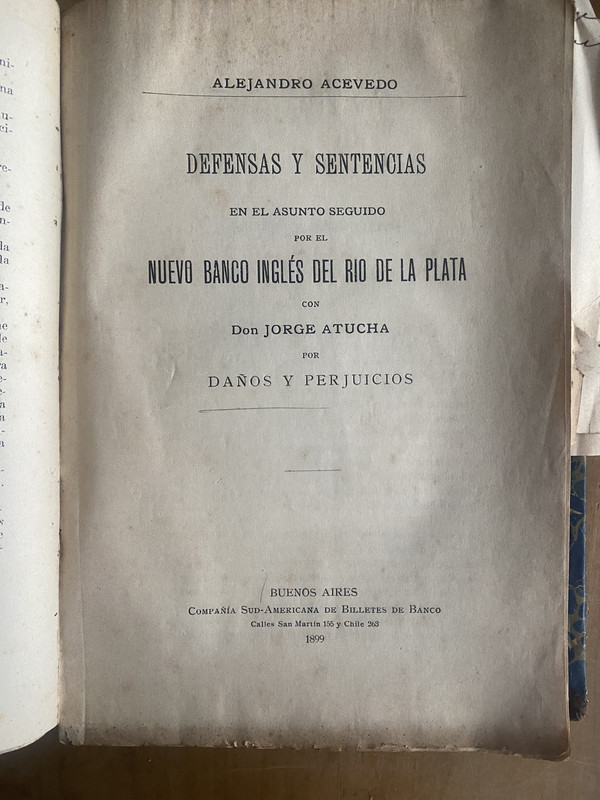 ALEJANDRO ACEVEDO
DEFENSAS Y SENTENCIAS
EN EL ASUNTO SEGUIDO
POR EL
NUEVO BANCO INGLÉS DEL RIO DE LA PLATA
CON
Don JORGE ATUCHA
POR
DAÑOS Y PERJUICIOS
BUENOS AIRES
COMPAÑÍA SUD-AMERICANA DE BILLETES DE BANCO
Calles San Martín 155 y Chile 263
1899